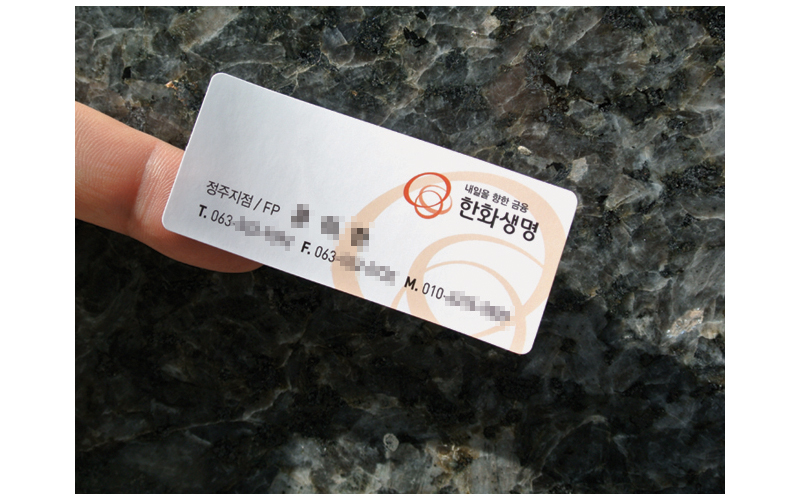 내일을 향한 금융
한화생명
정주지점 / FP
T. 063- F. 063- M. 010-